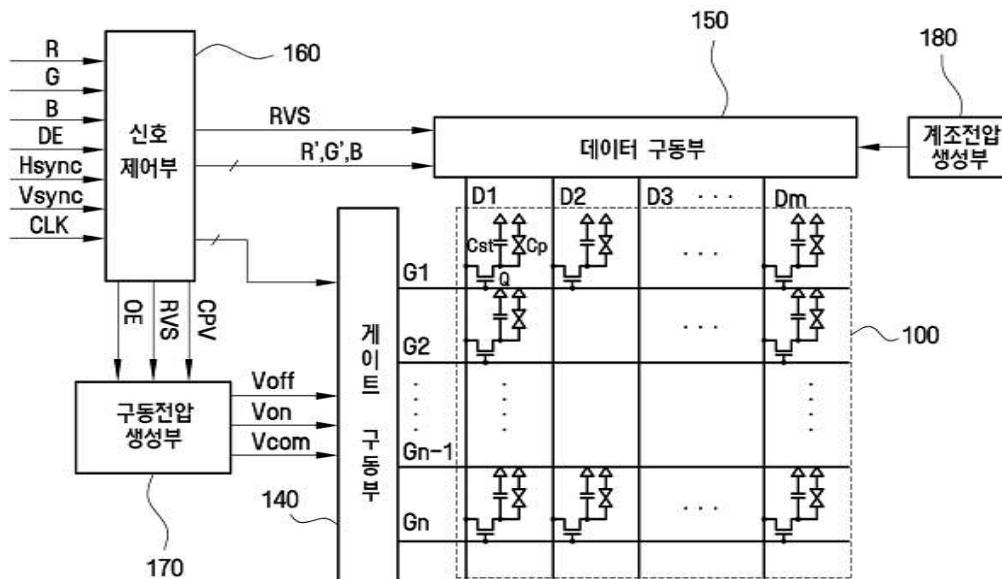 150
180
160
R
G
B
DE
Hsync
Vsync
CLK
신호
제어부
RVS
R',G',B
데이터 구동부
계조전압
생성부
D1 D2 D3 · · · Dm
Cst Cp
Q
G1
· · ·
G2
· · ·
100
OE
RVS
CPV
구동전압
생성부
Voff
Von
Vcom
게이트 구동부
Gn-1
Gn
· · ·
140
170